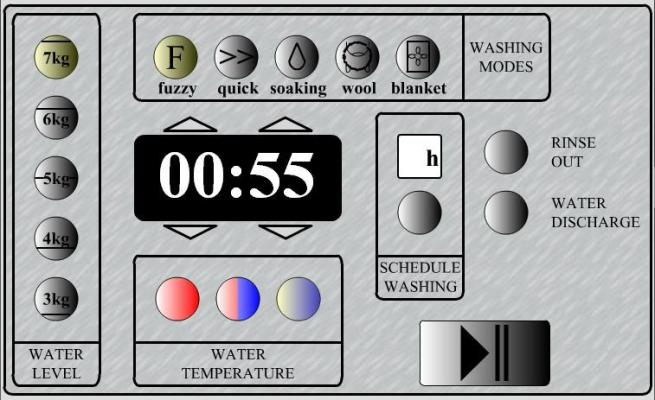 7kg
6kg
5kg
4kg
3kg
WATER
LEVEL
F
>>
fuzzy quick soaking wool blanket
WASHING
MODES
00:55
h
SCHEDULE
WASHING
RINSE
OUT
WATER
DISCHARGE
WATER
TEMPERATURE